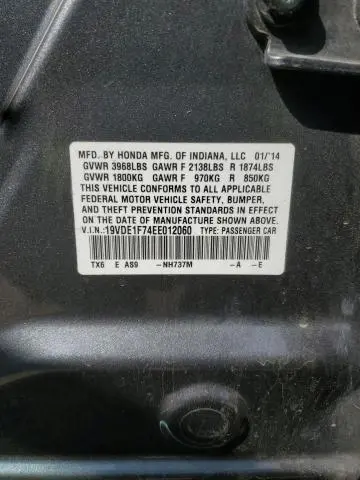 MFD. BY HONDA MFG. OF INDIANA, LLC 01/'14
GVWR 3968LBS GAWR F 2138LBS R 1874LBS
GVWR 1800KG GAWR F 970KG R 850KG
THIS VEHICLE CONFORMS TO ALL APPLICABLE
FEDERAL MOTOR VEHICLE SAFETY, BUMPER,
AND THEFT PREVENTION STANDARDS IN EFFECT
ON THE DATE OF MANUFACTURE SHOWN ABOVE.
V.I.N.:19VDE1F74EE012060 TYPE: PASSENGER CAR
TX6 E AS9 -NH737M -A -E